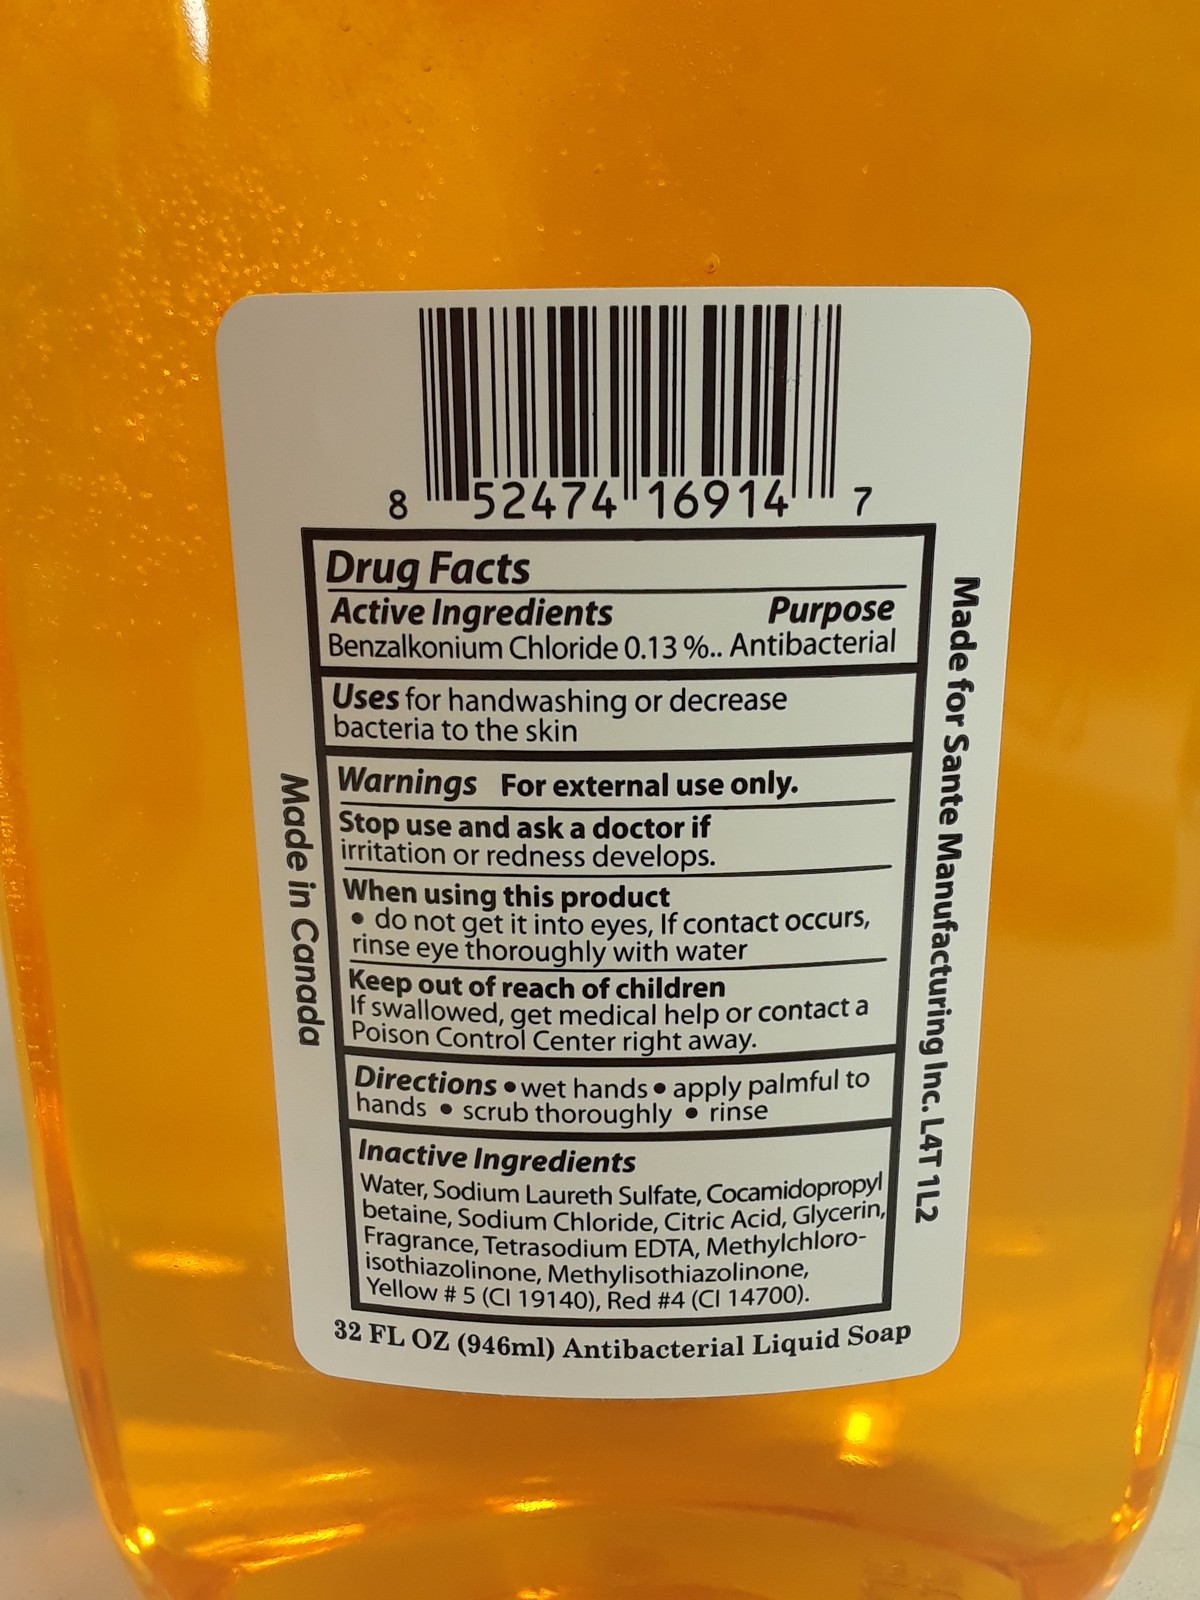 8 52474 16914 7
Drug Facts
Active Ingredients Purpose
Benzalkonium Chloride 0.13 %.. Antibacterial
Uses for handwashing or decrease
bacteria to the skin
Warnings For external use only.
Stop use and ask a doctor if
irritation or redness develops.
When using this product
• do not get it into eyes, If contact occurs,
rinse eye thoroughly with water
Keep out of reach of children
If swallowed, get medical help or contact a
Poison Control Center right away.
Directions • wet hands • apply palmful to
hands • scrub thoroughly • rinse
Inactive Ingredients
Water, Sodium Laureth Sulfate, Cocamidopropyl
betaine, Sodium Chloride, Citric Acid, Glycerin,
Fragrance, Tetrasodium EDTA, Methylchloro-
isothiazolinone, Methylisothiazolinone,
Yellow # 5 (CI 19140), Red #4 (CI 14700).
32 FL OZ (946ml) Antibacterial Liquid Soap
Made in Canada
Made for Sante Manufacturing Inc. L4T 1L2